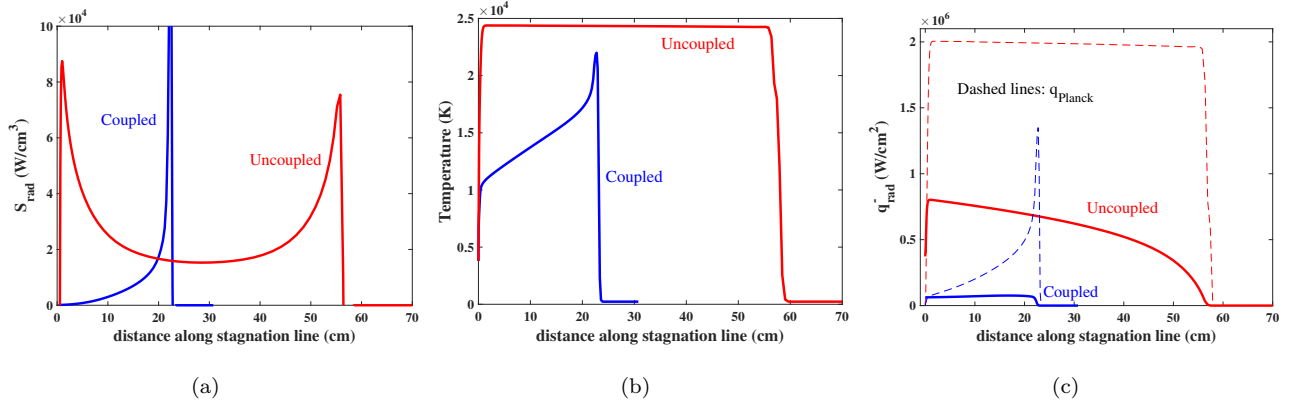 × 10^4
10
8
6
4
2
0
S_rad (W/cm^3)
Coupled
Uncoupled
0 10 20 30 40 50 60 70
distance along stagnation line (cm)
(a)
2.5 × 10^4
2
1.5
1
0.5
0
Temperature (K)
Uncoupled
Coupled
0 10 20 30 40 50 60 70
distance along stagnation line (cm)
(b)
× 10^6
2
1.5
1
0.5
0
q_rad^- (W/cm^2)
Dashed lines: q_Planck
Uncoupled
Coupled
0 10 20 30 40 50 60 70
distance along stagnation line (cm)
(c)